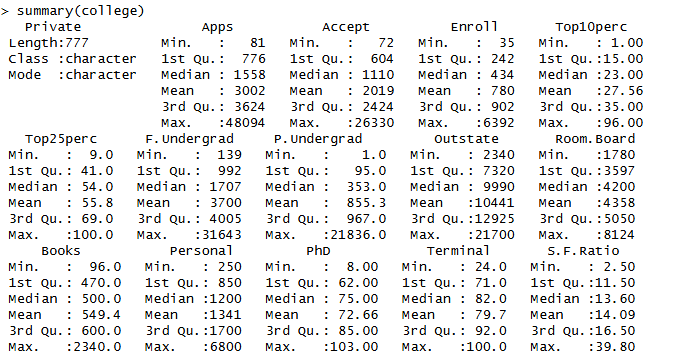 > summary(college)
   Private               Apps           Accept          Enroll       Top10perc    
 Length:777         Min.   :   81   Min.   :   72   Min.   :  35   Min.   : 1.00  
 Class :character   1st Qu.:  776   1st Qu.:  604   1st Qu.: 242   1st Qu.:15.00  
 Mode  :character   Median : 1558   Median : 1110   Median : 434   Median :23.00  
                    Mean   : 3002   Mean   : 2019   Mean   : 780   Mean   :27.56  
                    3rd Qu.: 3624   3rd Qu.: 2424   3rd Qu.: 902   3rd Qu.:35.00  
                    Max.   :48094   Max.   :26330   Max.   :6392   Max.   :96.00  
   Top25perc      F.Undergrad     P.Undergrad         Outstate       Room.Board  
 Min.   :  9.0   Min.   :  139   Min.   :    1.0   Min.   : 2340   Min.   :1780  
 1st Qu.: 41.0   1st Qu.:  992   1st Qu.:   95.0   1st Qu.: 7320   1st Qu.:3597  
 Median : 54.0   Median : 1707   Median :  353.0   Median : 9990   Median :4200  
 Mean   : 55.8   Mean   : 3700   Mean   :  855.3   Mean   :10441   Mean   :4358  
 3rd Qu.: 69.0   3rd Qu.: 4005   3rd Qu.:  967.0   3rd Qu.:12925   3rd Qu.:5050  
 Max.   :100.0   Max.   :31643   Max.   :21836.0   Max.   :21700   Max.   :8124  
     Books           Personal         PhD            Terminal       S.F.Ratio    
 Min.   :  96.0   Min.   : 250   Min.   :  8.00   Min.   : 24.0   Min.   : 2.50  
 1st Qu.: 470.0   1st Qu.: 850   1st Qu.: 62.00   1st Qu.: 71.0   1st Qu.:11.50  
 Median : 500.0   Median :1200   Median : 75.00   Median : 82.0   Median :13.60  
 Mean   : 549.4   Mean   :1341   Mean   : 72.66   Mean   : 79.7   Mean   :14.09  
 3rd Qu.: 600.0   3rd Qu.:1700   3rd Qu.: 85.00   3rd Qu.: 92.0   3rd Qu.:16.50  
 Max.   :2340.0   Max.   :6800   Max.   :103.00   Max.   :100.0   Max.   :39.80